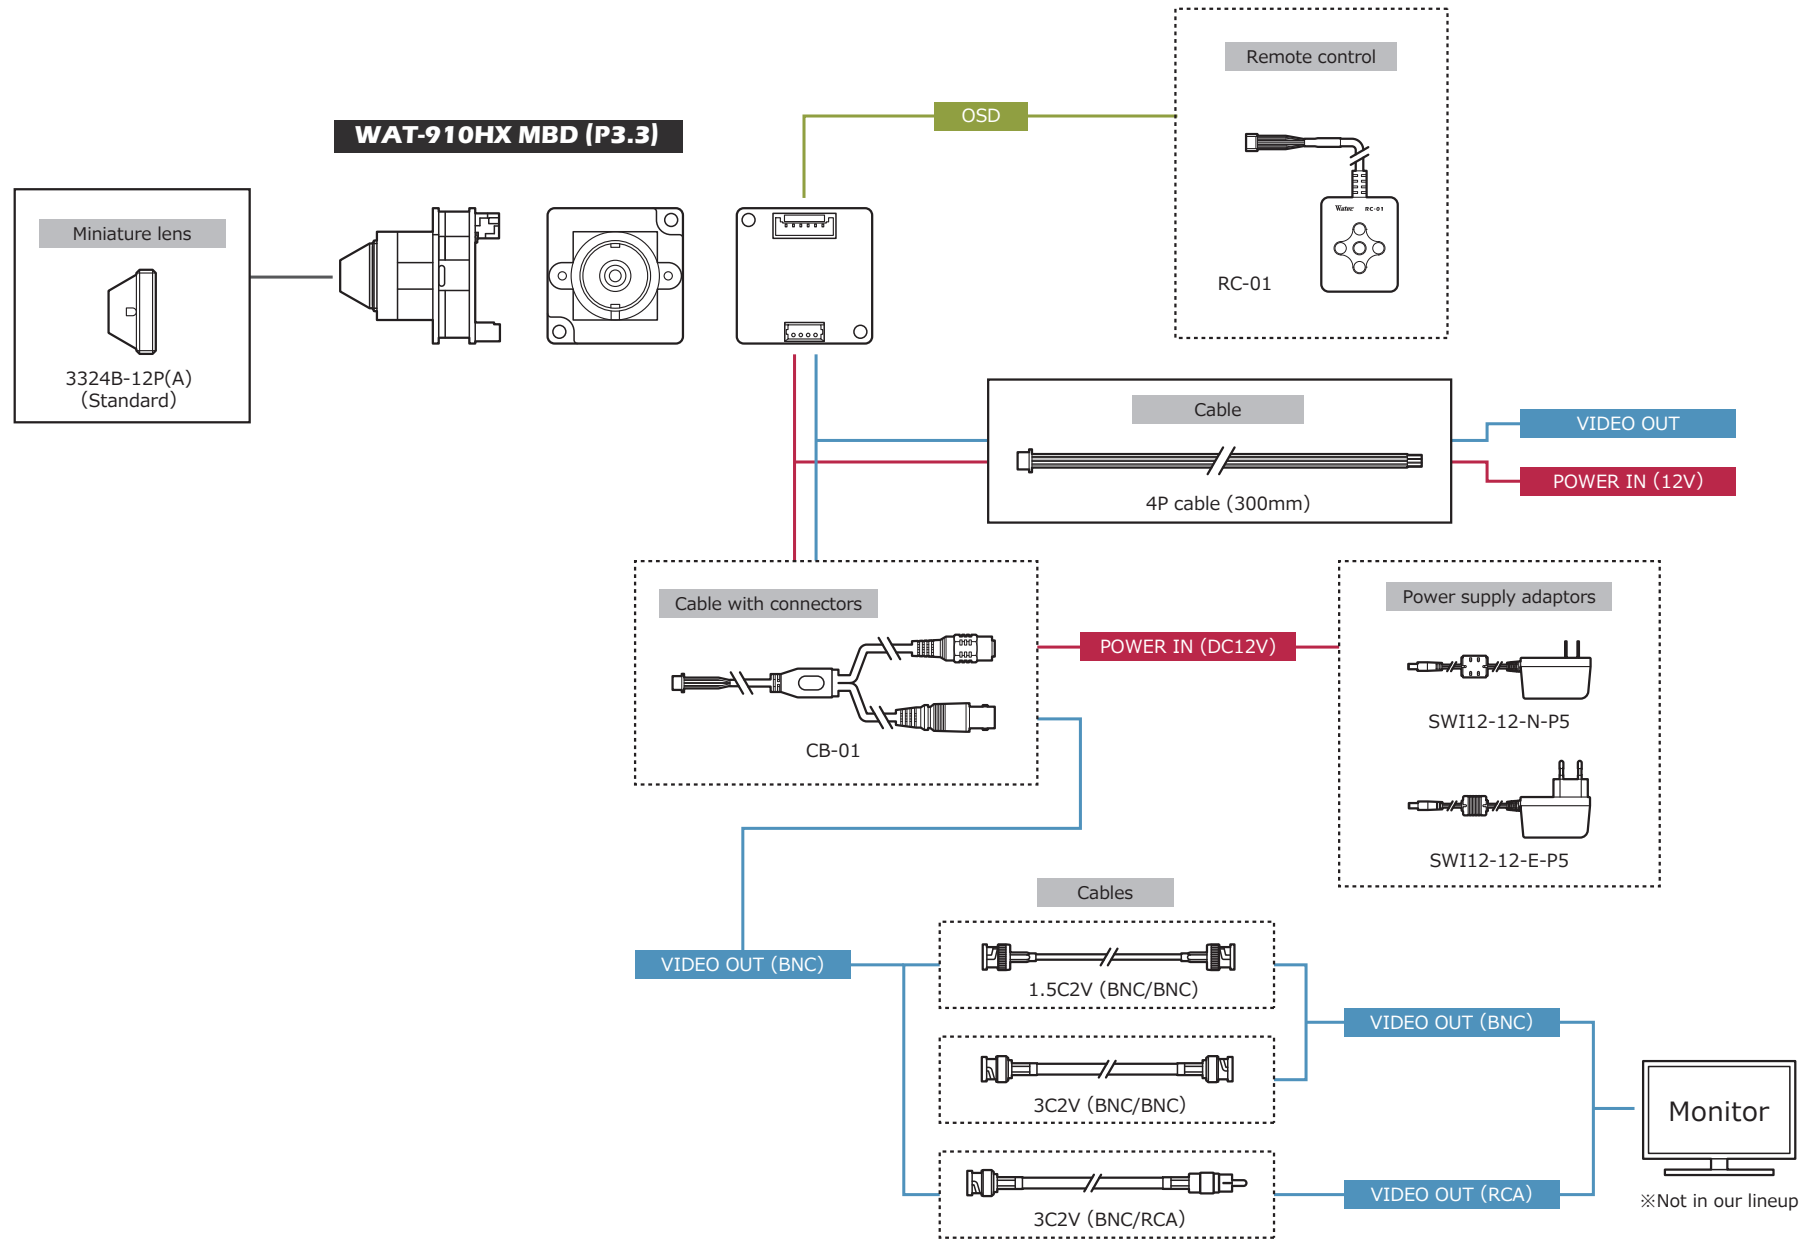 Remote control
OSD
WAT-910HX MBD (P3.3)
Watec RC-01
RC-01
Miniature lens
3324B-12P(A)
(Standard)
Cable
4P cable (300mm)
VIDEO OUT
POWER IN (12V)
Cable with connectors
CB-01
POWER IN (DC12V)
Power supply adaptors
SWI12-12-N-P5
SWI12-12-E-P5
Cables
VIDEO OUT (BNC)
1.5C2V (BNC/BNC)
3C2V (BNC/BNC)
3C2V (BNC/RCA)
VIDEO OUT (BNC)
VIDEO OUT (RCA)
Monitor
※Not in our lineup